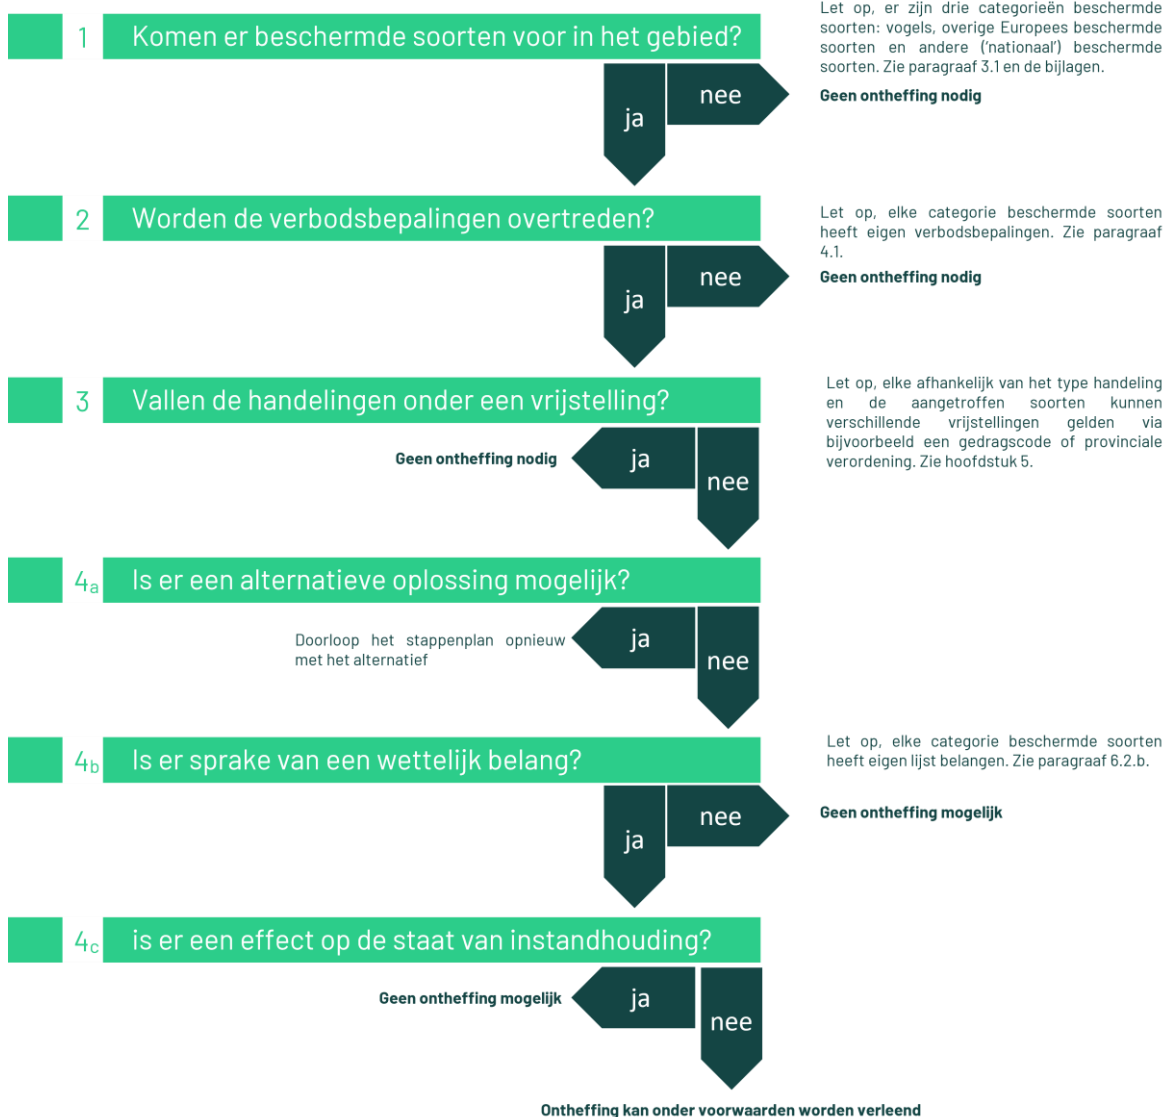 Let op, er zijn drie categorieën beschermde
soorten: vogels, overige Europees beschermde
soorten en andere (‘nationaal’) beschermde
soorten. Zie paragraaf 3.1 en de bijlagen.
1 Komen er beschermde soorten voor in het gebied?
ja
nee
Geen ontheffing nodig
2 Worden de verbodsbepalingen overtreden?
Let op, elke categorie beschermde soorten
heeft eigen verbodsbepalingen. Zie paragraaf
4.1.
ja
nee
Geen ontheffing nodig
3 Vallen de handelingen onder een vrijstelling?
Let op, elke afhankelijk van het type handeling
en de aangetroffen soorten kunnen
verschillende vrijstellingen gelden via
bijvoorbeeld een gedragscode of provinciale
verordening. Zie hoofdstuk 5.
Geen ontheffing nodig
ja
nee
4a Is er een alternatieve oplossing mogelijk?
Doorloop het stappenplan opnieuw
met het alternatief
ja
nee
4b Is er sprake van een wettelijk belang?
Let op, elke categorie beschermde soorten
heeft eigen lijst belangen. Zie paragraaf 6.2.b.
ja
nee
Geen ontheffing mogelijk
4c is er een effect op de staat van instandhouding?
Geen ontheffing mogelijk
ja
nee
Ontheffing kan onder voorwaarden worden verleend